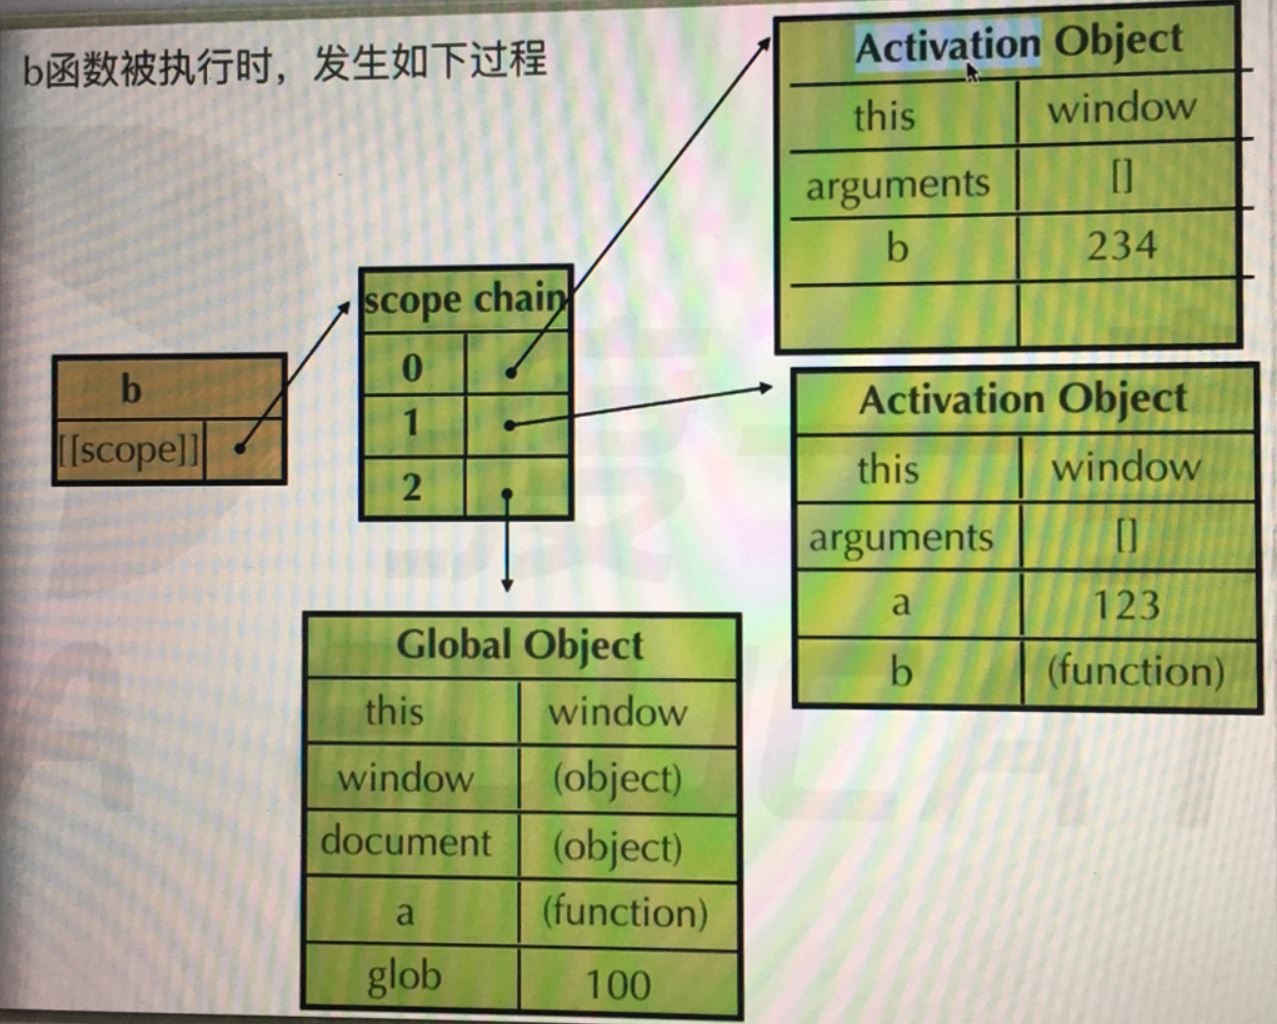 b函数被执行时，发生如下过程
Activation Object
this window
arguments []
b 234
scope chain
0
1
2
b
[[scope]]
Activation Object
this window
arguments []
a 123
b (function)
Global Object
this window
window (object)
document (object)
a (function)
glob 100